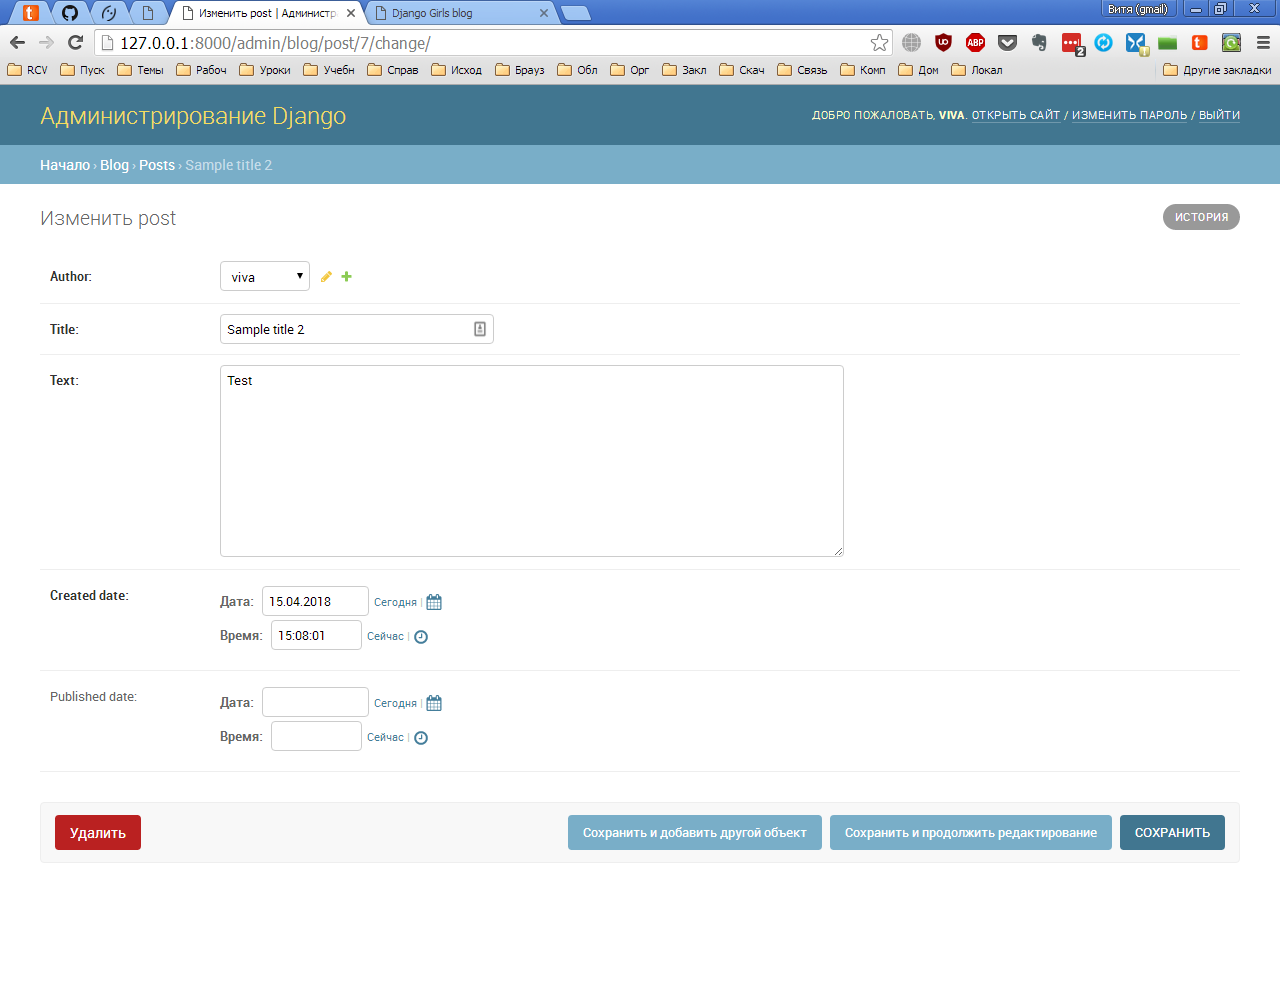 Изменить post | Администр
Django Girls blog
Витя (gmail)
127.0.0.1:8000/admin/blog/post/7/change/
RCV Пуск Темы Рабоч Уроки Учебн Справ Исход Брауз Обл Орг Закл Скач Связь Комп Дом Локал Другие закладки
Администрирование Django
ДОБРО ПОЖАЛОВАТЬ, VIVA. ОТКРЫТЬ САЙТ / ИЗМЕНИТЬ ПАРОЛЬ / ВЫЙТИ
Начало › Blog › Posts › Sample title 2
Изменить post
ИСТОРИЯ
Author: viva
Title: Sample title 2
Text: Test
Created date: Дата: 15.04.2018 Сегодня |
Время: 15:08:01 Сейчас |
Published date: Дата: Сегодня |
Время: Сейчас |
Удалить Сохранить и добавить другой объект Сохранить и продолжить редактирование СОХРАНИТЬ